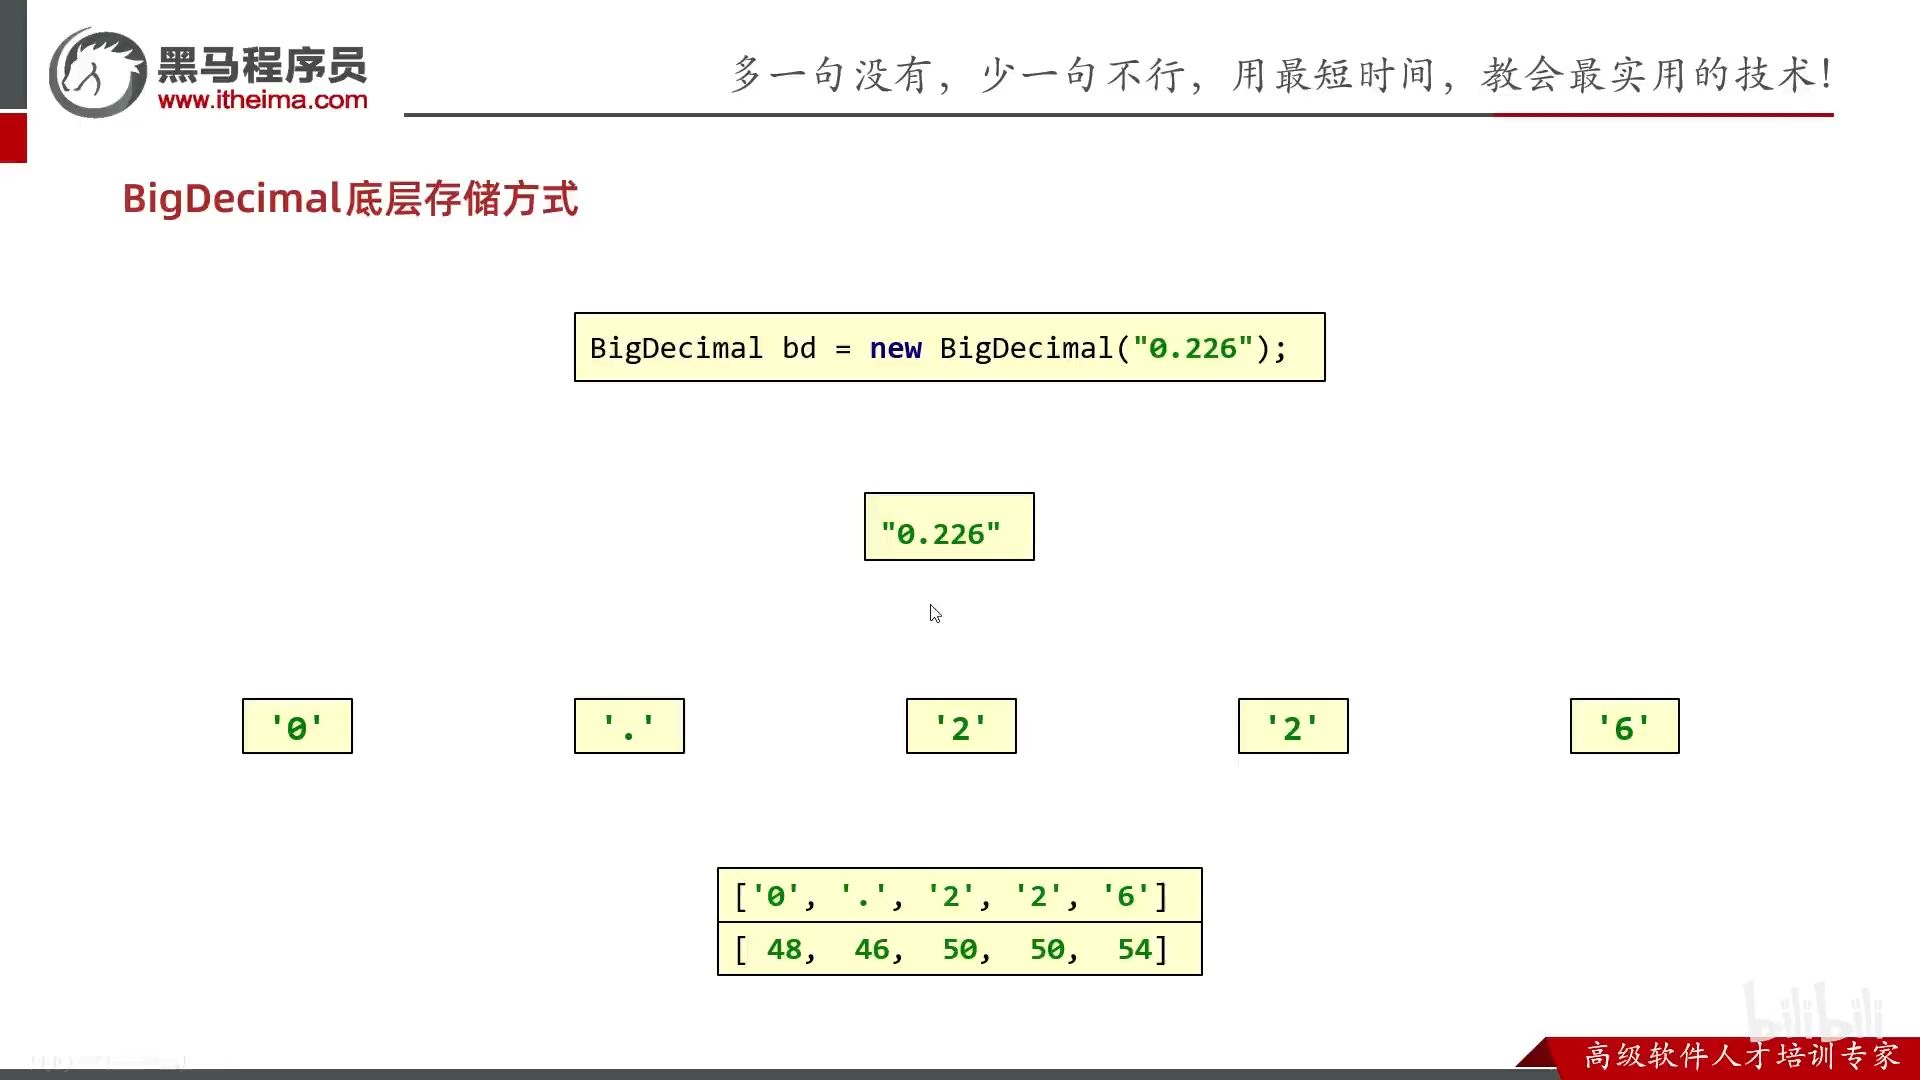 黑马程序员
www.itheima.com
多一句没有，少一句不行，用最短时间，教会最实用的技术！
BigDecimal底层存储方式
BigDecimal bd = new BigDecimal("0.226");
"0.226"
'0' '.' '2' '2' '6'
['0', '.', '2', '2', '6']
[ 48, 46, 50, 50, 54]
bilibili
高级软件人才培训专家